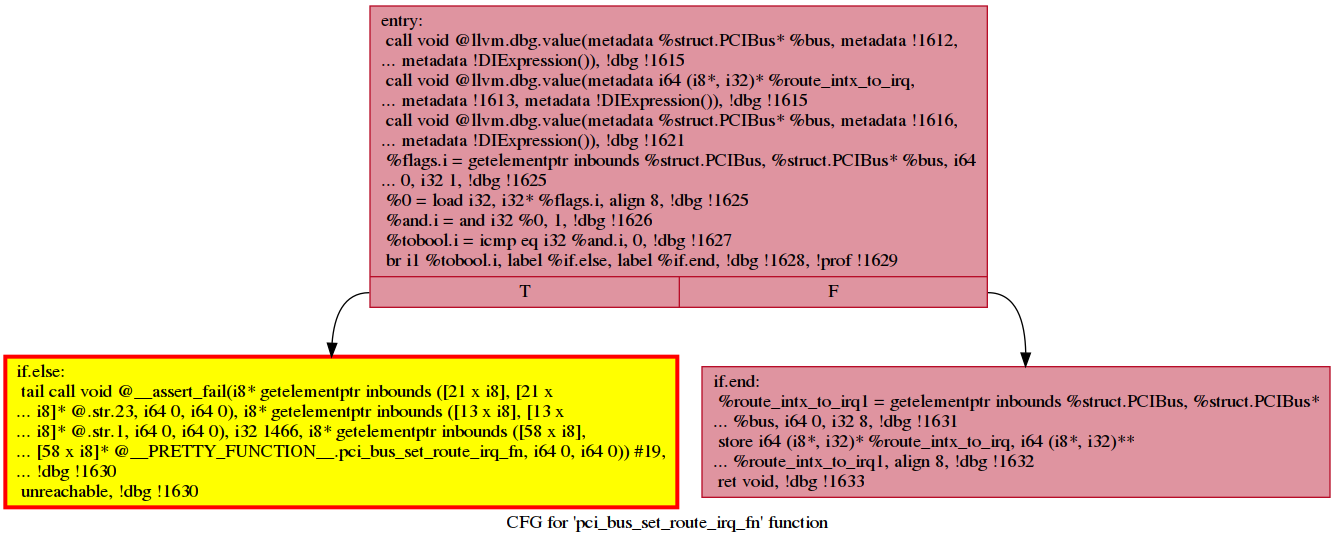 entry:
call void @llvm.dbg.value(metadata %struct.PCIBus* %bus, metadata !1612,
... metadata !DIExpression()), !dbg !1615
call void @llvm.dbg.value(metadata i64 (i8*, i32)* %route_intx_to_irq,
... metadata !1613, metadata !DIExpression()), !dbg !1615
call void @llvm.dbg.value(metadata %struct.PCIBus* %bus, metadata !1616,
... metadata !DIExpression()), !dbg !1621
%flags.i = getelementptr inbounds %struct.PCIBus, %struct.PCIBus* %bus, i64
... 0, i32 1, !dbg !1625
%0 = load i32, i32* %flags.i, align 8, !dbg !1625
%and.i = and i32 %0, 1, !dbg !1626
%tobool.i = icmp eq i32 %and.i, 0, !dbg !1627
br i1 %tobool.i, label %if.else, label %if.end, !dbg !1628, !prof !1629
T
F
if.else:
tail call void @__assert_fail(i8* getelementptr inbounds ([21 x i8], [21 x
... i8]* @.str.23, i64 0, i64 0), i8* getelementptr inbounds ([13 x i8], [13 x
... i8]* @.str.1, i64 0, i64 0), i32 1466, i8* getelementptr inbounds ([58 x i8],
... [58 x i8]* @__PRETTY_FUNCTION__.pci_bus_set_route_irq_fn, i64 0, i64 0)) #19,
... !dbg !1630
unreachable, !dbg !1630
if.end:
%route_intx_to_irq1 = getelementptr inbounds %struct.PCIBus, %struct.PCIBus*
... %bus, i64 0, i32 8, !dbg !1631
store i64 (i8*, i32)* %route_intx_to_irq, i64 (i8*, i32)**
... %route_intx_to_irq1, align 8, !dbg !1632
ret void, !dbg !1633
CFG for 'pci_bus_set_route_irq_fn' function